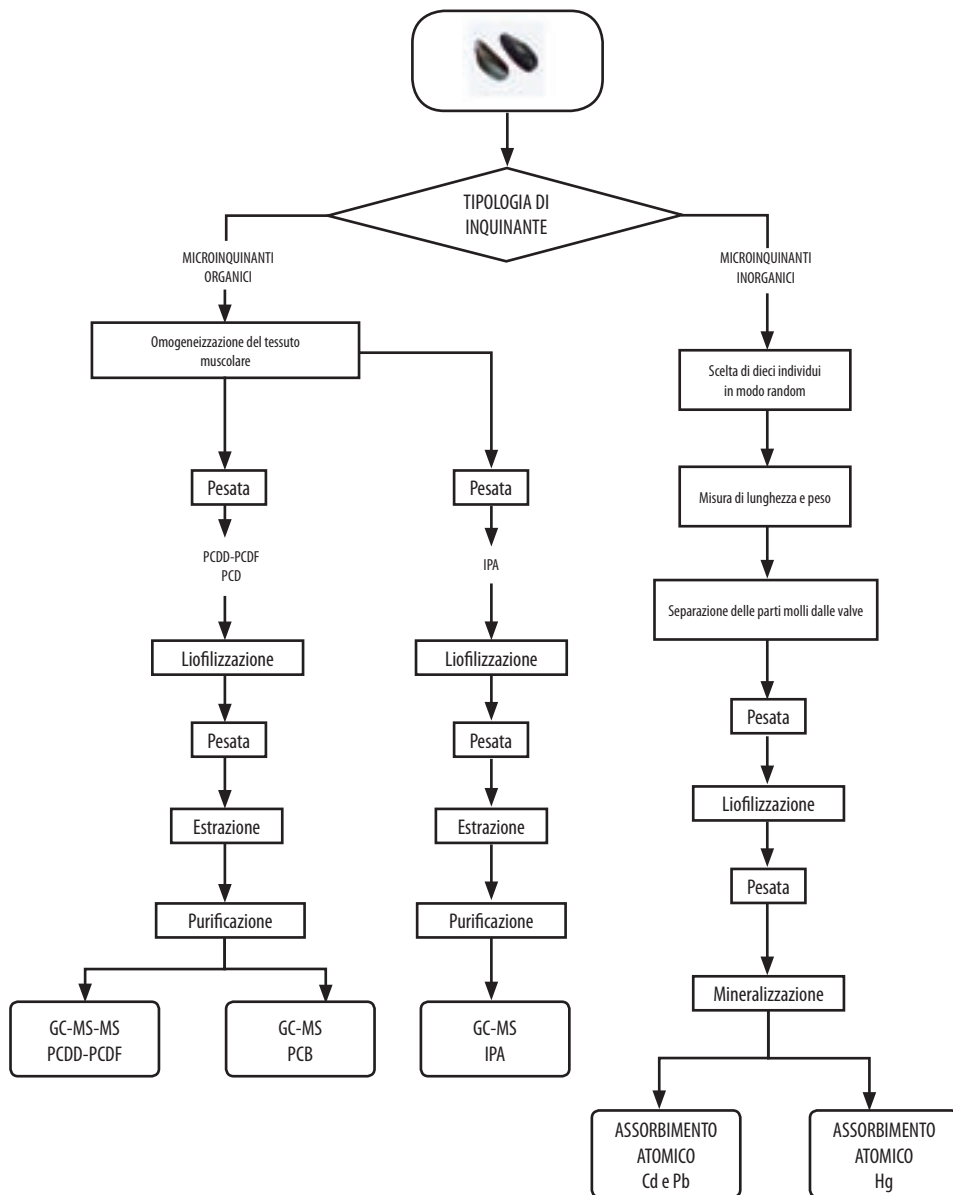 TIPOLOGIA DI
INQUINANTE
MICROINQUINANTI
ORGANICI
Omogeneizzazione del tessuto
muscolare
Pesata
PCDD-PCDF
PCD
Liofilizzazione
Pesata
Estrazione
Purificazione
GC-MS-MS
PCDD-PCDF
GC-MS
PCB
Pesata
IPA
Liofilizzazione
Pesata
Estrazione
Purificazione
GC-MS
IPA
MICROINQUINANTI
INORGANICI
Scelta di dieci individui
in modo random
Misura di lunghezza e peso
Separazione delle parti molli dalle valve
Pesata
Liofilizzazione
Pesata
Mineralizzazione
ASSORBIMENTO
ATOMICO
Cd e Pb
ASSORBIMENTO
ATOMICO
Hg